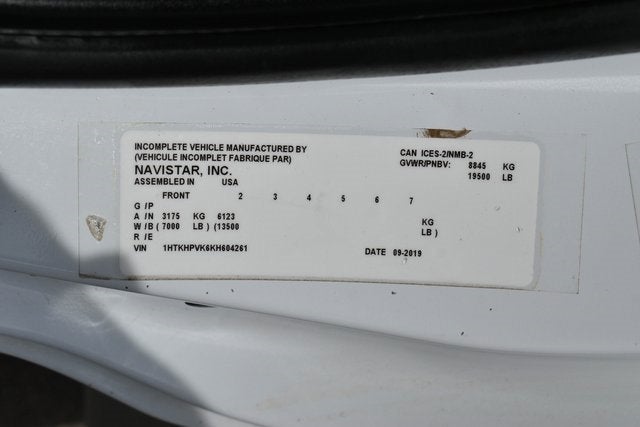 INCOMPLETE VEHICLE MANUFACTURED BY
(VEHICULE INCOMPLET FABRIQUE PAR)
NAVISTAR, INC.
ASSEMBLED IN USA
CAN ICES-2/NMB-2
GVWR/PNBV: 8845 KG
19500 LB
FRONT 2 3 4 5 6 7
G /P
A /N 3175 KG 6123 KG
W /B ( 7000 LB ) (13500 LB )
R /E
VIN 1HTKHPVK6KH604261 DATE 09-2019